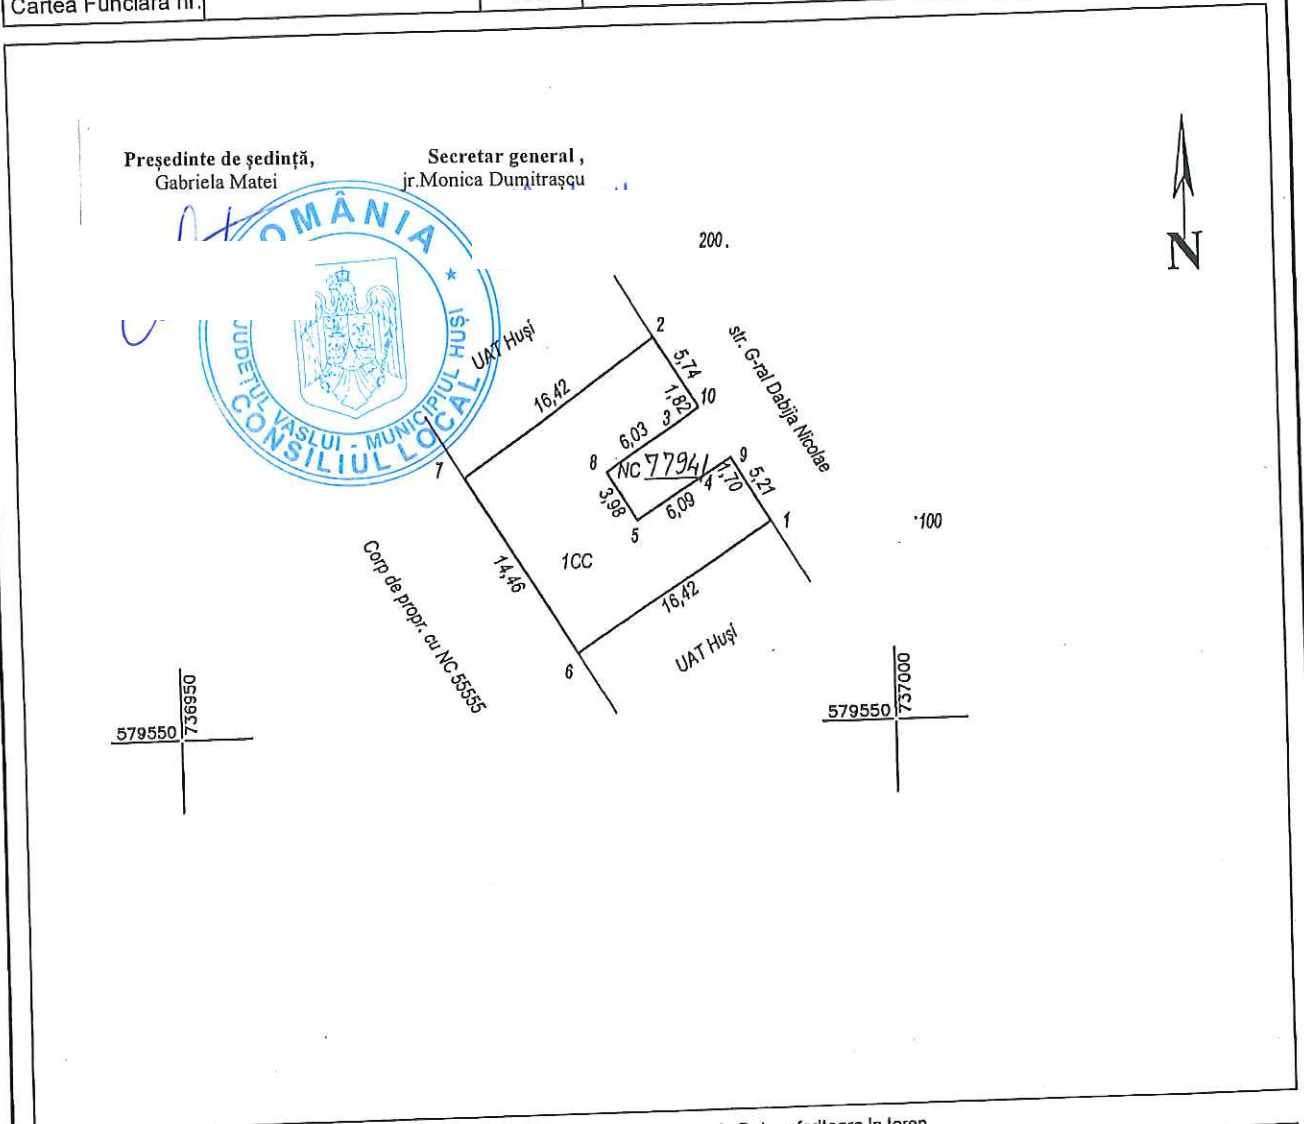 Cartea Funciara nr.
Președinte de ședință,
Gabriela Matei
Secretar general ,
jr.Monica Dumitrașcu
ROMÂNIA
JUDEȚUL VASLUI - MUNICIPIUL HUȘI
CONSILIUL LOCAL
N
200.
UAT Huși
2
str. G-ral Dabija Nicolae
5,74
16,42
1,82
10
3
6,03
7
8
NC 77941
9
4
1,70
5,21
3,98
6,09
5
1
100
1CC
14,46
16,42
Corp de propr. cu NC 55555
UAT Huși
6
579550
736950
579550
737000